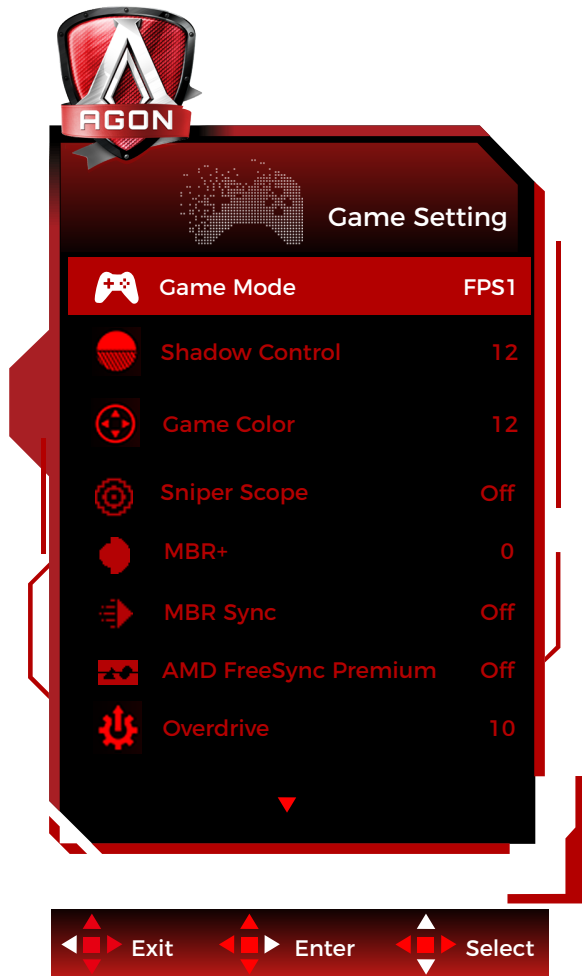 AGON
Game Setting
Game Mode FPS1
Shadow Control 12
Game Color 12
Sniper Scope Off
MBR+ 0
MBR Sync Off
AMD FreeSync Premium Off
Overdrive 10
Exit Enter Select